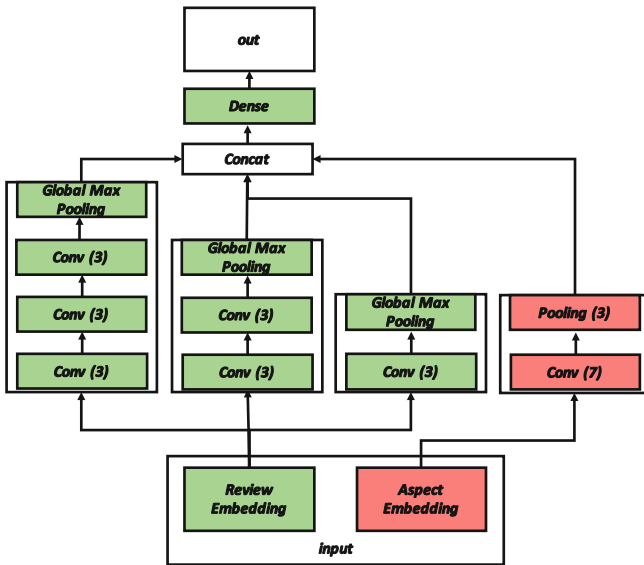 out
Dense
Concat
Global Max
Pooling
Conv (3)
Conv (3)
Conv (3)
Global Max
Pooling
Conv (3)
Conv (3)
Global Max
Pooling
Conv (3)
Pooling (3)
Conv (7)
Review
Embedding
Aspect
Embedding
input